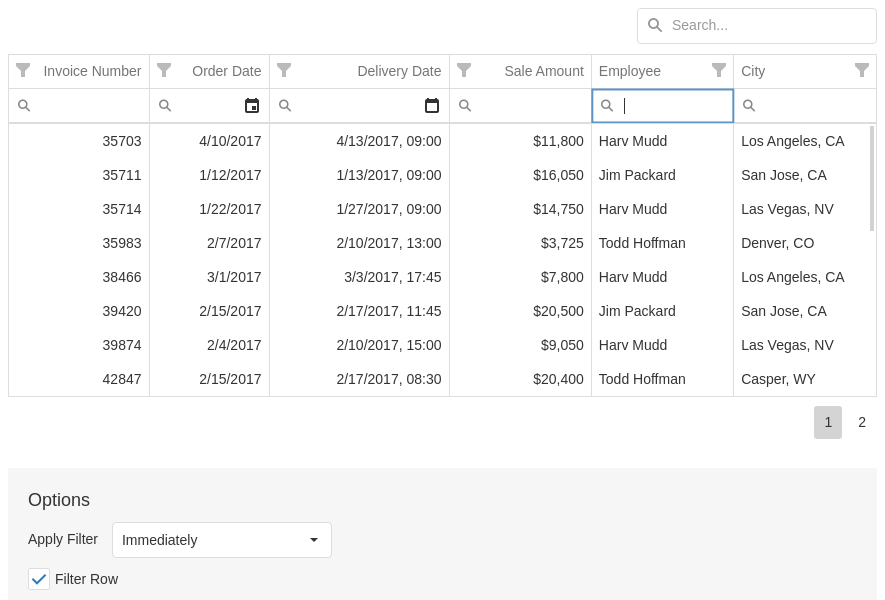 Search...
Invoice Number Order Date Delivery Date Sale Amount Employee City
35703 4/10/2017 4/13/2017, 09:00 $11,800 Harv Mudd Los Angeles, CA
35711 1/12/2017 1/13/2017, 09:00 $16,050 Jim Packard San Jose, CA
35714 1/22/2017 1/27/2017, 09:00 $14,750 Harv Mudd Las Vegas, NV
35983 2/7/2017 2/10/2017, 13:00 $3,725 Todd Hoffman Denver, CO
38466 3/1/2017 3/3/2017, 17:45 $7,800 Harv Mudd Los Angeles, CA
39420 2/15/2017 2/17/2017, 11:45 $20,500 Jim Packard San Jose, CA
39874 2/4/2017 2/10/2017, 15:00 $9,050 Harv Mudd Las Vegas, NV
42847 2/15/2017 2/17/2017, 08:30 $20,400 Todd Hoffman Casper, WY
1 2
Options
Apply Filter Immediately
Filter Row